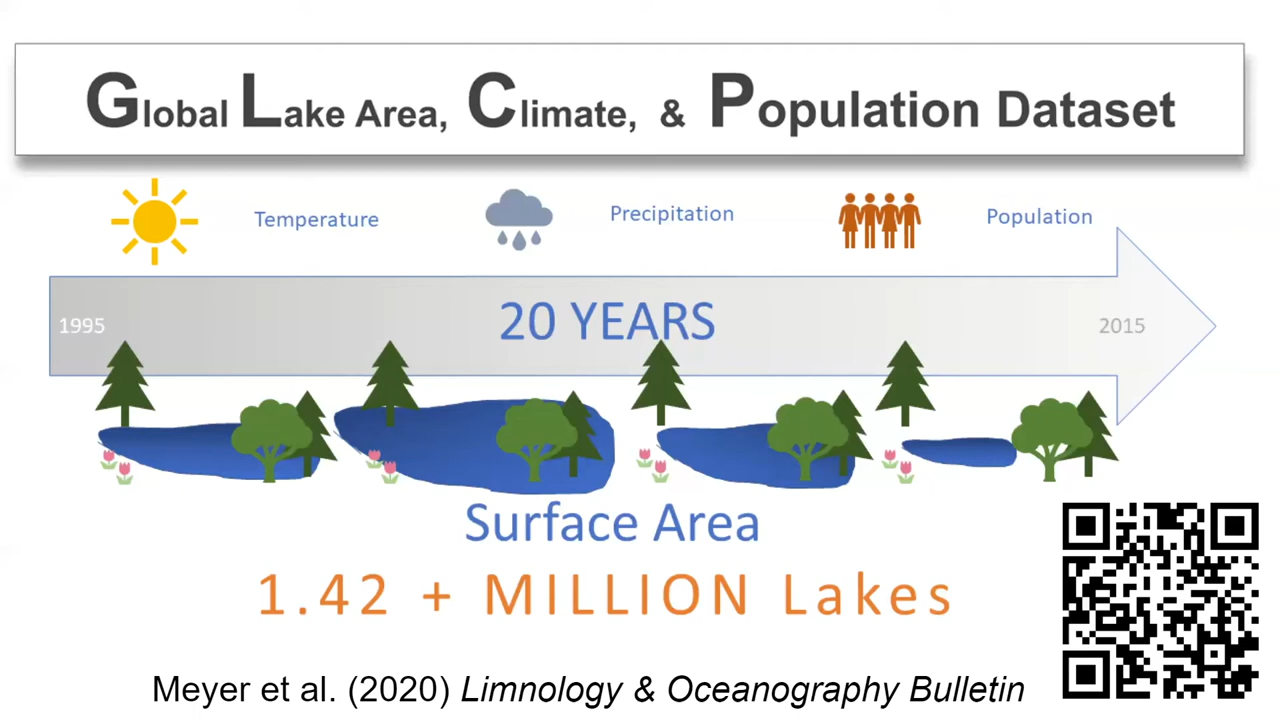 Global Lake Area, Climate, & Population Dataset
Temperature
Precipitation
Population
1995
20 YEARS
2015
Surface Area
1.42 + MILLION Lakes
Meyer et al. (2020) Limnology & Oceanography Bulletin